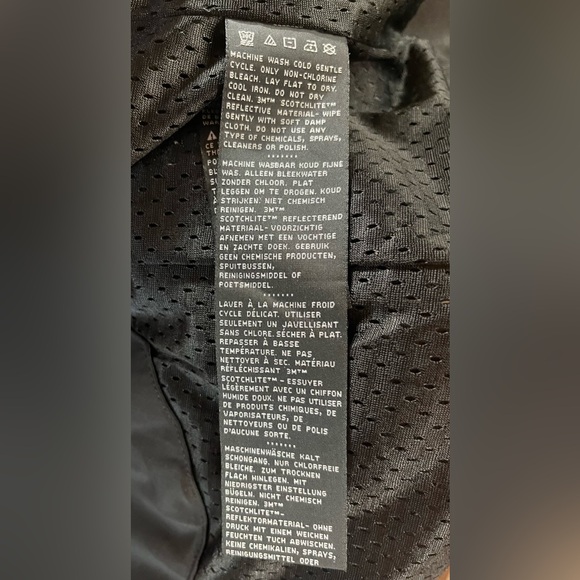 MACHINE WASH COLD GENTLE
CYCLE. ONLY NON-CHLORINE
BLEACH. LAY FLAT TO DRY.
COOL IRON. DO NOT DRY
CLEAN. 3M™ SCOTCHLITE™
REFLECTIVE MATERIAL- WIPE
GENTLY WITH SOFT DAMP
CLOTH. DO NOT USE ANY
TYPE OF CHEMICALS, SPRAYS,
CLEANERS OR POLISH.
*******
MACHINE WASBAAR KOUD FIJNE
WAS. ALLEEN BLEEKWATER
ZONDER CHLOOR. PLAT
LEGGEN OM TE DROGEN. KOUD
STRIJKEN. NIET CHEMISCH
REINIGEN. 3M™
SCOTCHLITE™ REFLECTEREND
MATERIAAL-VOORZICHTIG
AFNEMEN MET EEN VOCHTIGE
EN ZACHTE DOEK. GEBRUIK
GEEN CHEMISCHE PRODUCTEN,
SPUITBUSSEN,
REINIGINGSMIDDEL OF
POETSMIDDEL.
*******
LAVER À LA MACHINE FROID
CYCLE DÉLICAT. UTILISER
SEULEMENT UN JAVELLISANT
SANS CHLORE. SÉCHER À PLAT.
REPASSER À BASSE
TEMPÉRATURE. NE PAS
NETTOYER À SEC. MATÉRIAU
RÉFLÉCHISSANT 3M™
SCOTCHLITE™ - ESSUYER
LÉGÈREMENT AVEC UN CHIFFON
HUMIDE DOUX. NE PAS UTILISER
DE PRODUITS CHIMIQUES, DE
VAPORISATEURS, DE
NETTOYEURS OU DE POLIS
D'AUCUNE SORTE.
*******
MASCHINENWÄSCHE KALT
SCHONGANG. NUR CHLORFREIE
BLEICHE. ZUM TROCKNEN
FLACH HINLEGEN. MIT
NIEDRIGSTER EINSTELLUNG
BÜGELN. NICHT CHEMISCH
REINIGEN. 3M™
SCOTCHLITE™-
REFLEKTORMATERIAL- OHNE
DRUCK MIT EINEM WEICHEN
FEUCHTEN TUCH ABWISCHEN.
KEINE CHEMIKALIEN, SPRAYS,
REINIGUNGSMITTEL ODER